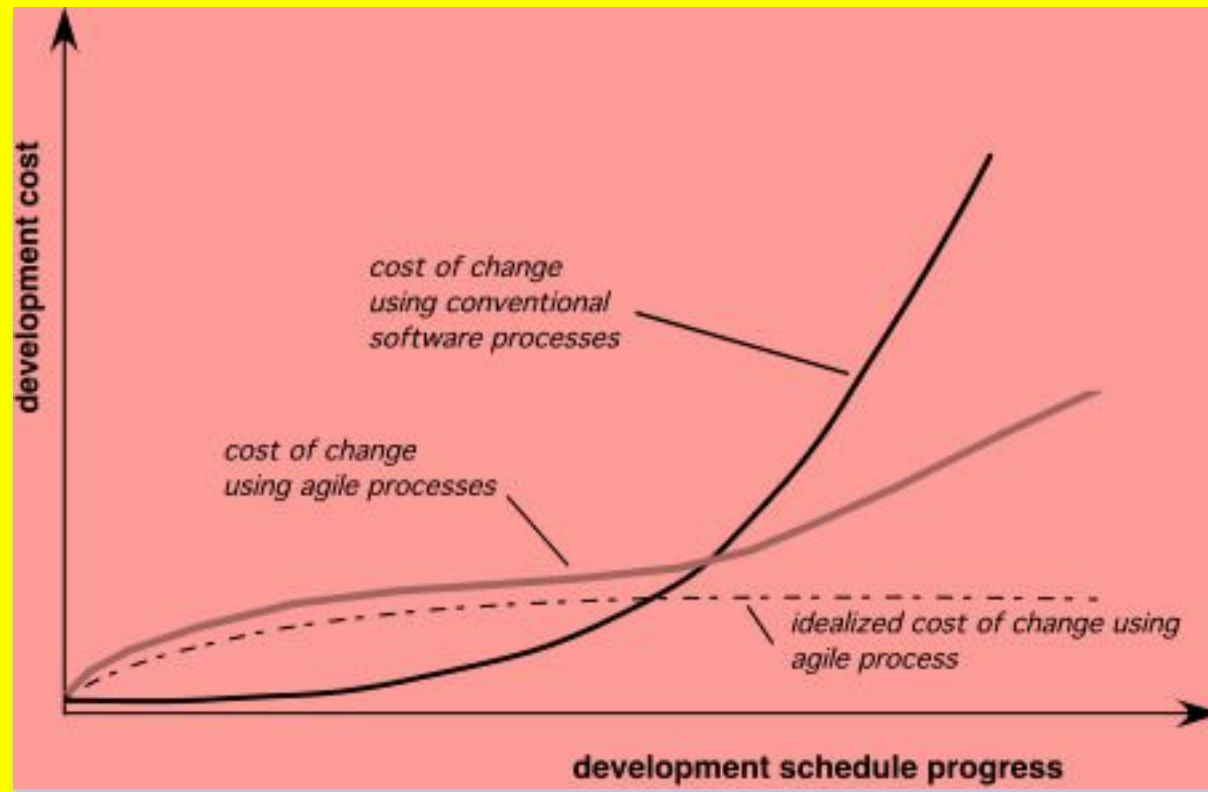 development cost
cost of change
using conventional
software processes
cost of change
using agile processes
idealized cost of change using
agile process
development schedule progress